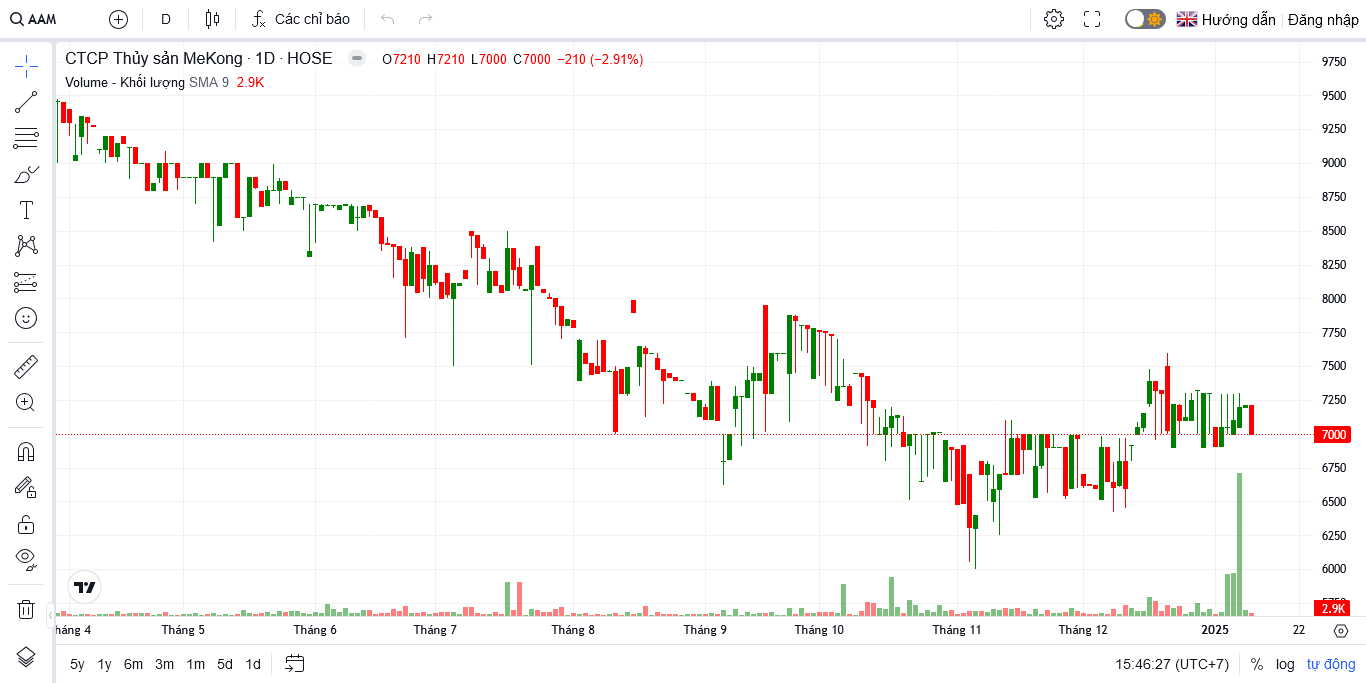 AAM D Các chỉ báo Hướng dẫn Đăng nhập
CTCP Thủy sản MeKong · 1D · HOSE O7210 H7210 L7000 C7000 −210 (−2.91%)
Volume - Khối lượng SMA 9 2.9K
9750
9500
9250
9000
8750
8500
8250
8000
7750
7500
7250
7000
6750
6500
6250
6000
2.9K
háng 4 Tháng 5 Tháng 6 Tháng 7 Tháng 8 Tháng 9 Tháng 10 Tháng 11 Tháng 12 2025 22
5y 1y 6m 3m 1m 5d 1d 15:46:27 (UTC+7) % log tự động